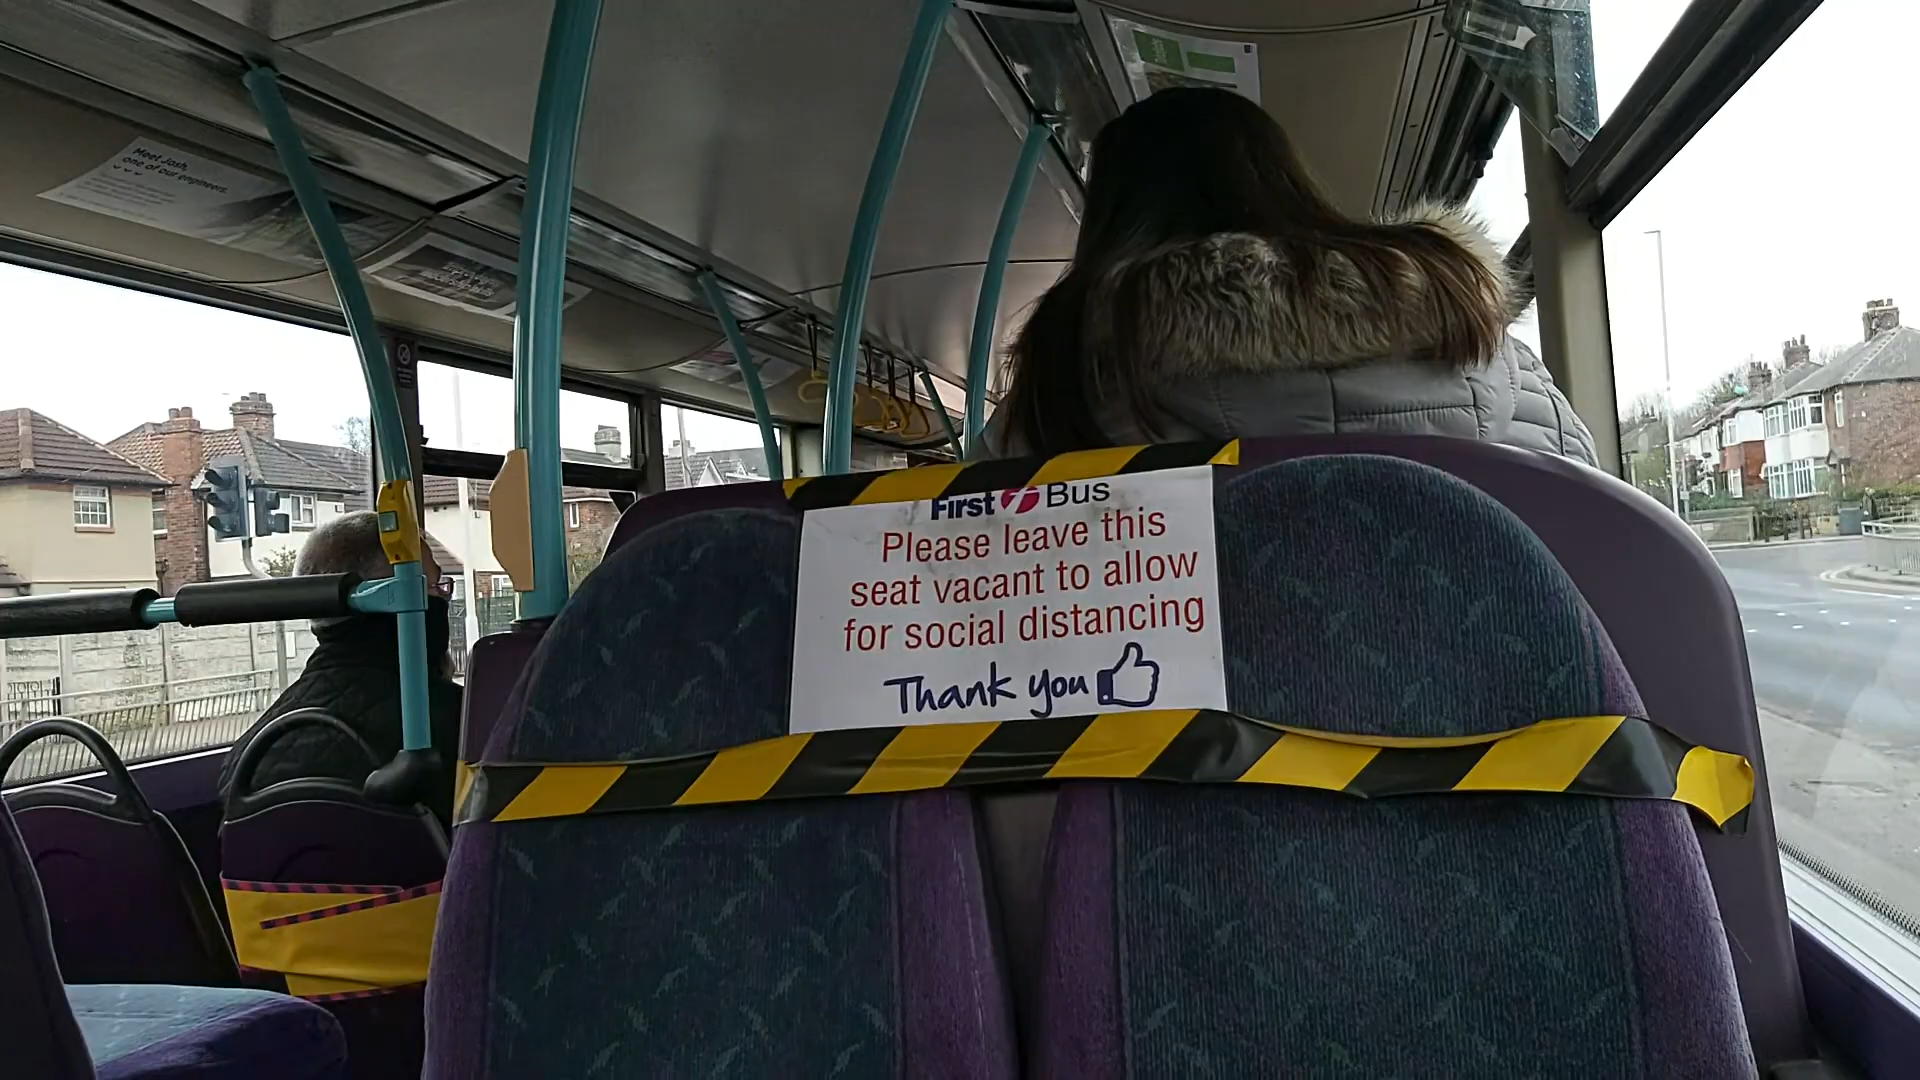 Meet Josh,
one of our engineers.
First Bus
Please leave this
seat vacant to allow
for social distancing
Thank you